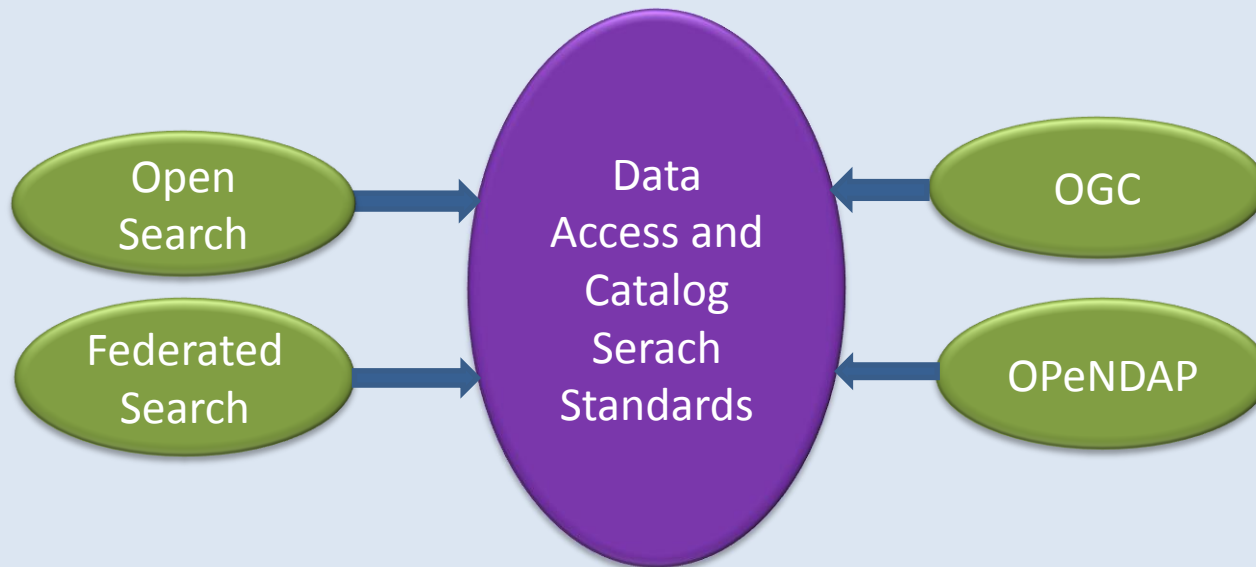 Open
Search
Federated
Search
Data
Access and
Catalog
Serach
Standards
OGC
OPeNDAP